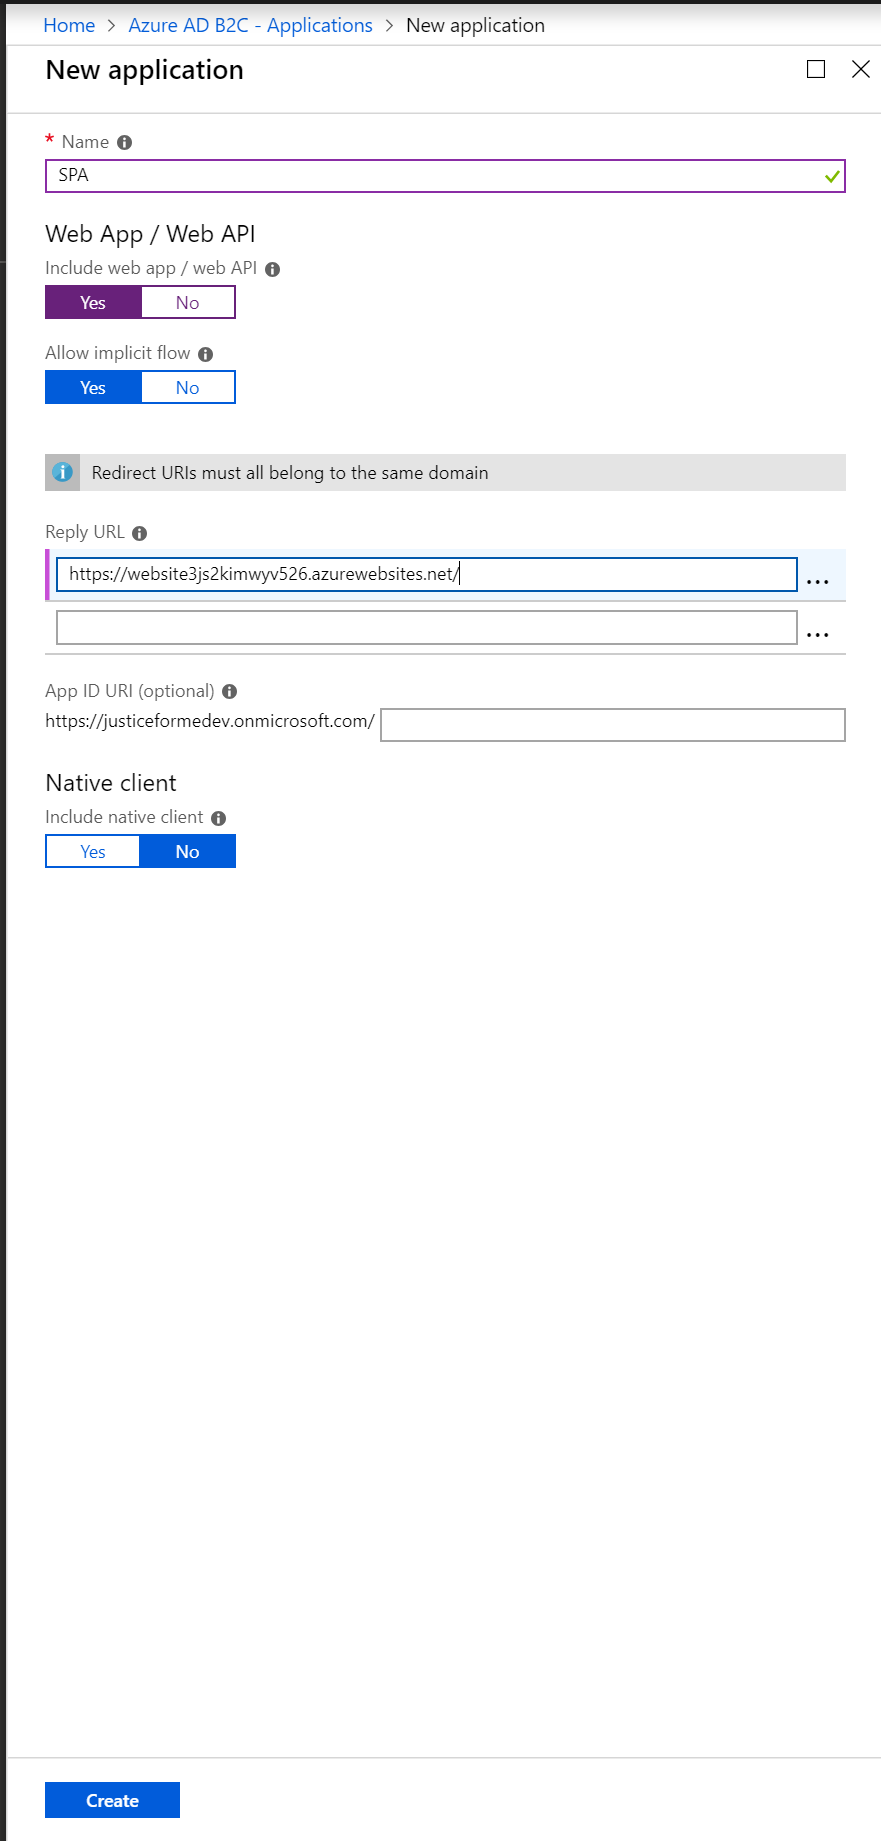 Home > Azure AD B2C - Applications > New application
New application
* Name
SPA
Web App / Web API
Include web app / web API
Yes No
Allow implicit flow
Yes No
Redirect URIs must all belong to the same domain
Reply URL
https://website3js2kimwyv526.azurewebsites.net/
...
...
App ID URI (optional)
https://justiceformedev.onmicrosoft.com/
Native client
Include native client
Yes No
Create